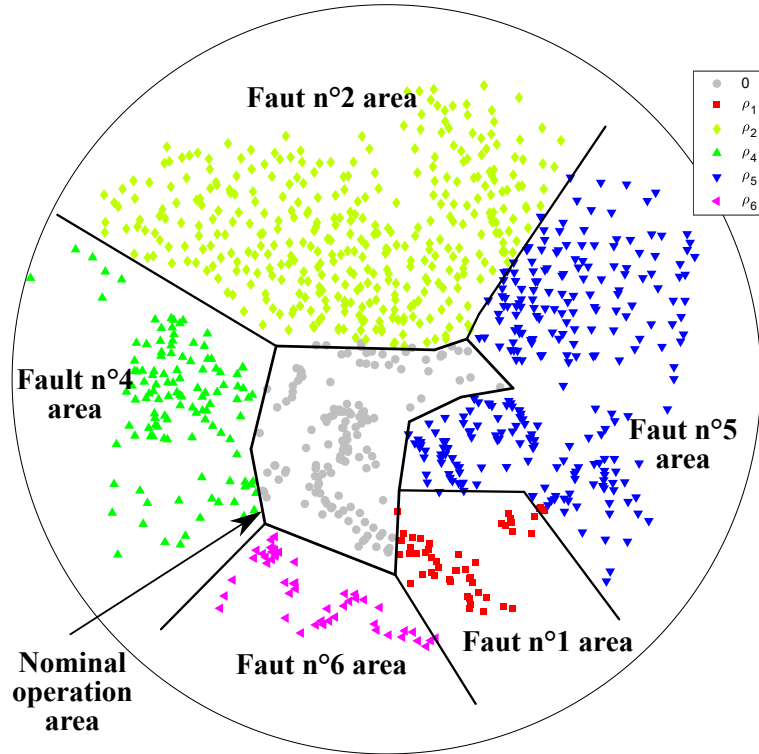 Faut n°2 area
0
ρ1
ρ2
ρ4
ρ5
ρ6
Fault n°4
area
Faut n°5
area
Faut n°1 area
Faut n°6 area
Nominal
operation
area